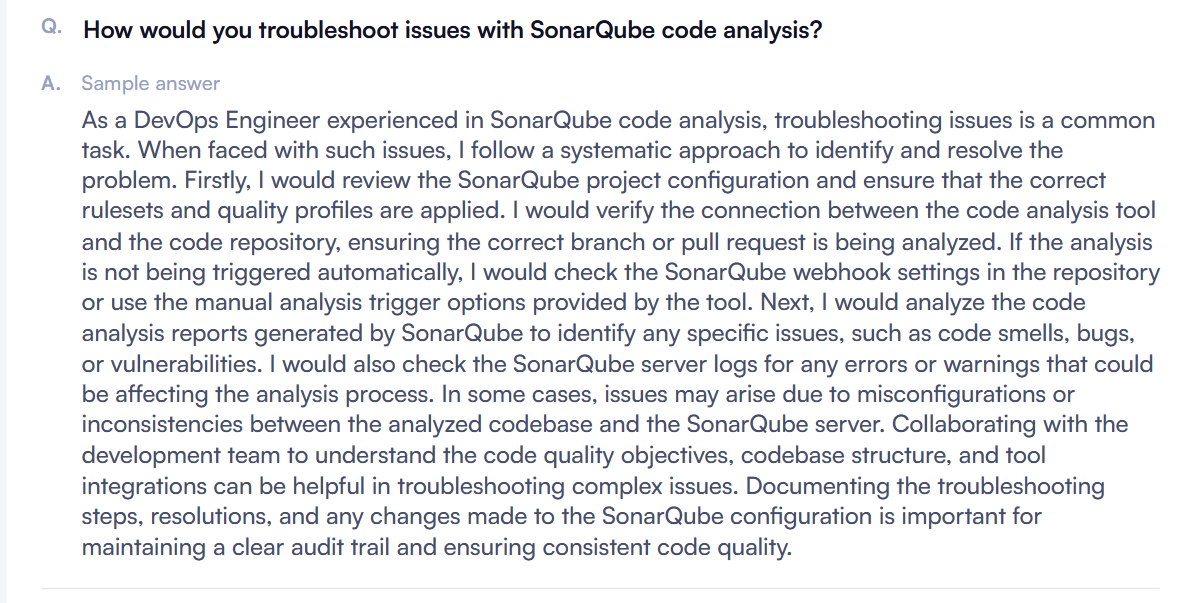 Q. How would you troubleshoot issues with SonarQube code analysis?
A. Sample answer
As a DevOps Engineer experienced in SonarQube code analysis, troubleshooting issues is a common
task. When faced with such issues, I follow a systematic approach to identify and resolve the
problem. Firstly, I would review the SonarQube project configuration and ensure that the correct
rulesets and quality profiles are applied. I would verify the connection between the code analysis tool
and the code repository, ensuring the correct branch or pull request is being analyzed. If the analysis
is not being triggered automatically, I would check the SonarQube webhook settings in the repository
or use the manual analysis trigger options provided by the tool. Next, I would analyze the code
analysis reports generated by SonarQube to identify any specific issues, such as code smells, bugs,
or vulnerabilities. I would also check the SonarQube server logs for any errors or warnings that could
be affecting the analysis process. In some cases, issues may arise due to misconfigurations or
inconsistencies between the analyzed codebase and the SonarQube server. Collaborating with the
development team to understand the code quality objectives, codebase structure, and tool
integrations can be helpful in troubleshooting complex issues. Documenting the troubleshooting
steps, resolutions, and any changes made to the SonarQube configuration is important for
maintaining a clear audit trail and ensuring consistent code quality.